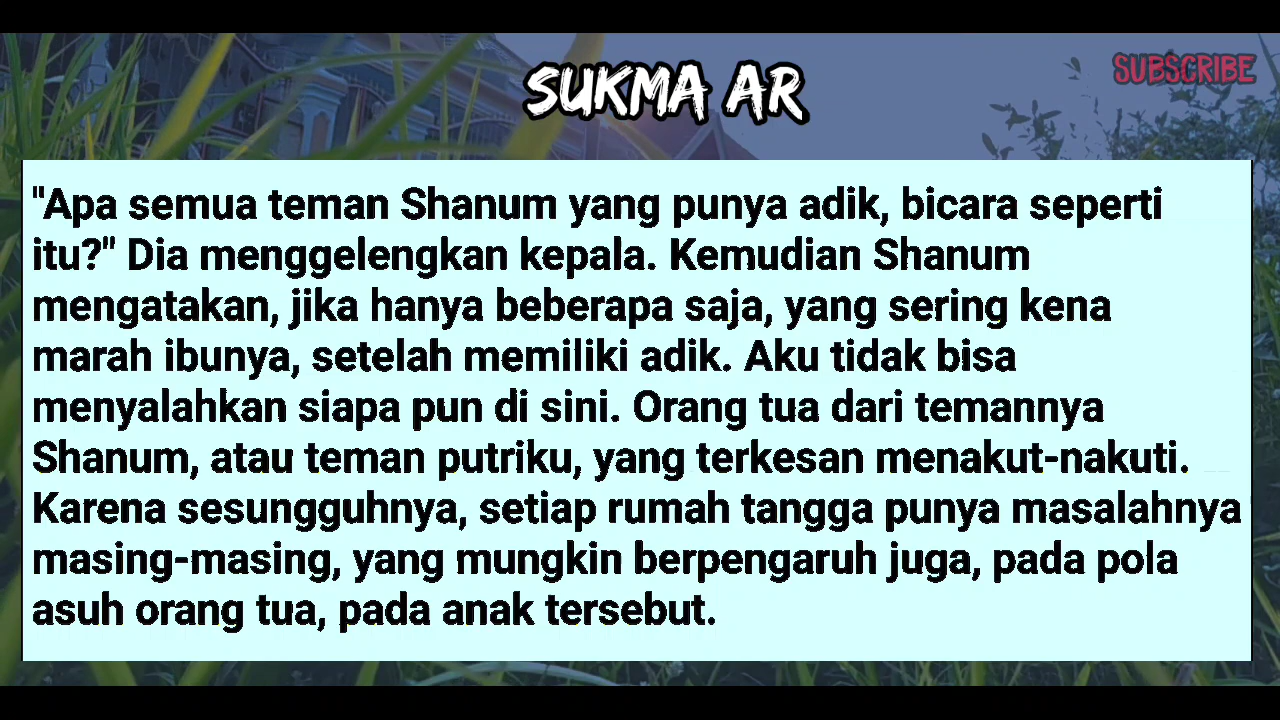 SUKMA AR
SUBSCRIBE
"Apa semua teman Shanum yang punya adik, bicara seperti
itu?" Dia menggelengkan kepala. Kemudian Shanum
mengatakan, jika hanya beberapa saja, yang sering kena
marah ibunya, setelah memiliki adik. Aku tidak bisa
menyalahkan siapa pun di sini. Orang tua dari temannya
Shanum, atau teman putriku, yang terkesan menakut-nakuti.
Karena sesungguhnya, setiap rumah tangga punya masalahnya
masing-masing, yang mungkin berpengaruh juga, pada pola
asuh orang tua, pada anak tersebut.